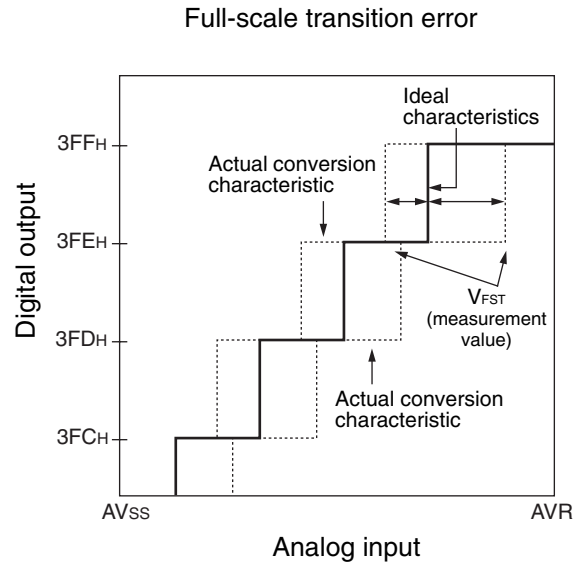 Full-scale transition error
Ideal
characteristics
3FFH
Actual conversion
characteristic
3FEH
VFST
(measurement
value)
3FDH
Actual conversion
characteristic
3FCH
Digital output
AVSS
AVR
Analog input